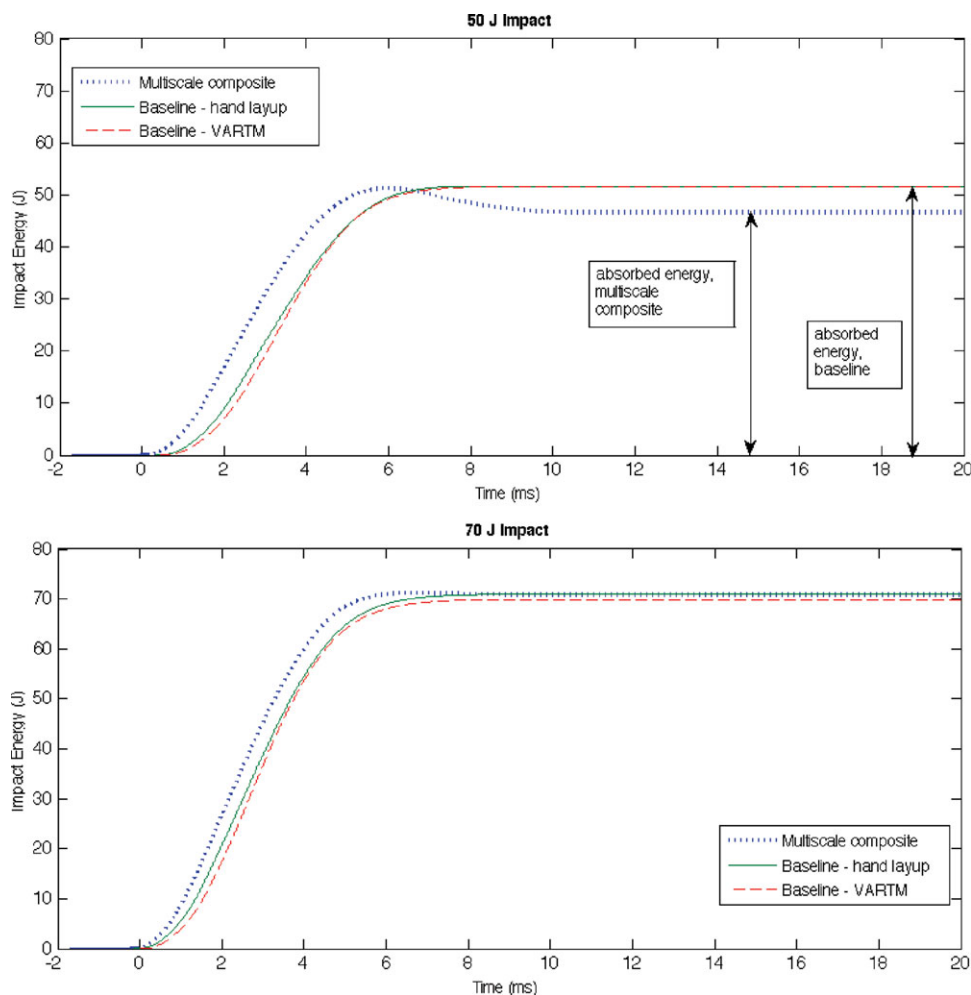 50 J Impact
80
70
60
50
40
30
20
10
0
Impact Energy (J)
Multiscale composite
Baseline - hand layup
Baseline - VARTM
absorbed energy,
multiscale
composite
absorbed
energy,
baseline
-2 0 2 4 6 8 10 12 14 16 18 20
Time (ms)
70 J Impact
80
70
60
50
40
30
20
10
0
Impact Energy (J)
Multiscale composite
Baseline - hand layup
Baseline - VARTM
-2 0 2 4 6 8 10 12 14 16 18 20
Time (ms)